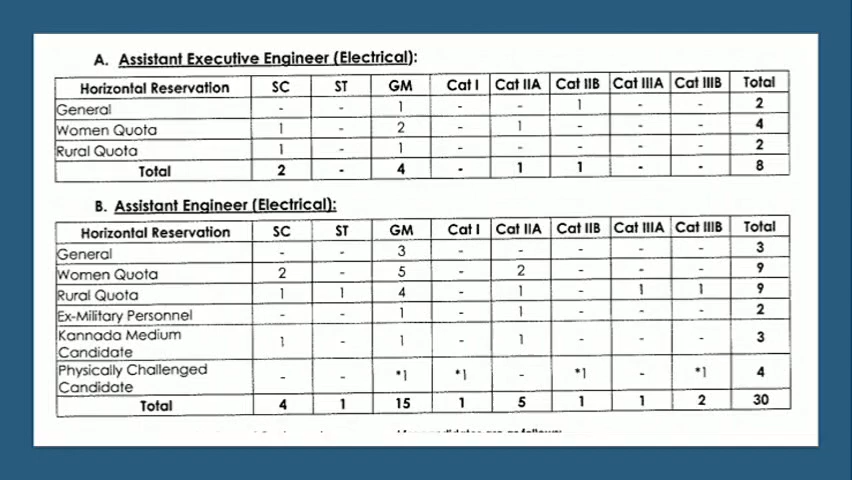 A. Assistant Executive Engineer (Electrical):
Horizontal Reservation SC ST GM Cat I Cat IIA Cat IIB Cat IIIA Cat IIIB Total
General - - 1 - - 1 - - 2
Women Quota 1 - 2 - 1 - - - 4
Rural Quota 1 - 1 - - - - - 2
Total 2 - 4 - 1 1 - - 8
B. Assistant Engineer (Electrical):
Horizontal Reservation SC ST GM Cat I Cat IIA Cat IIB Cat IIIA Cat IIIB Total
General - - 3 - - - - - 3
Women Quota 2 - 5 - 2 - - - 9
Rural Quota 1 1 4 - 1 - 1 1 9
Ex-Military Personnel - - 1 - 1 - - - 2
Kannada Medium
Candidate 1 - 1 - 1 - - - 3
Physically Challenged
Candidate - - *1 *1 - *1 - *1 4
Total 4 1 15 1 5 1 1 2 30
candidates are as follows: